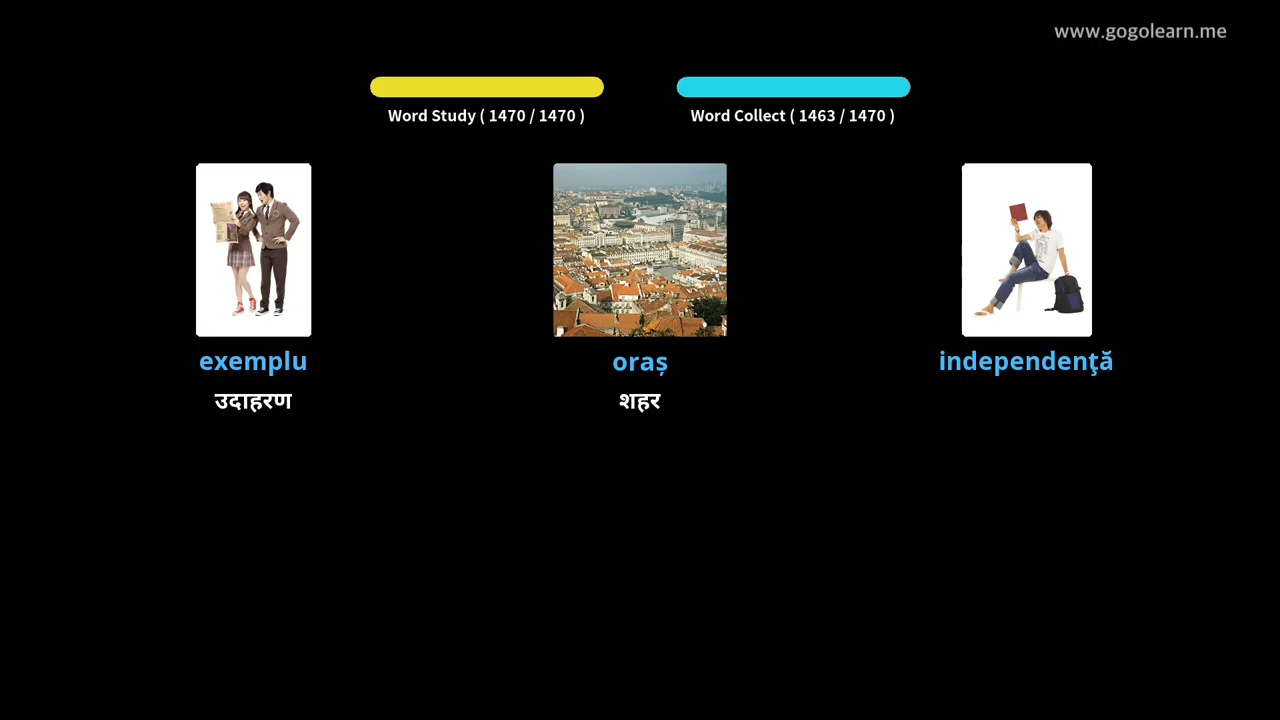 www.gogolearn.me
Word Study ( 1470 / 1470 )
Word Collect ( 1463 / 1470 )
exemplu
oraș
independenţă
उदाहरण
शहर